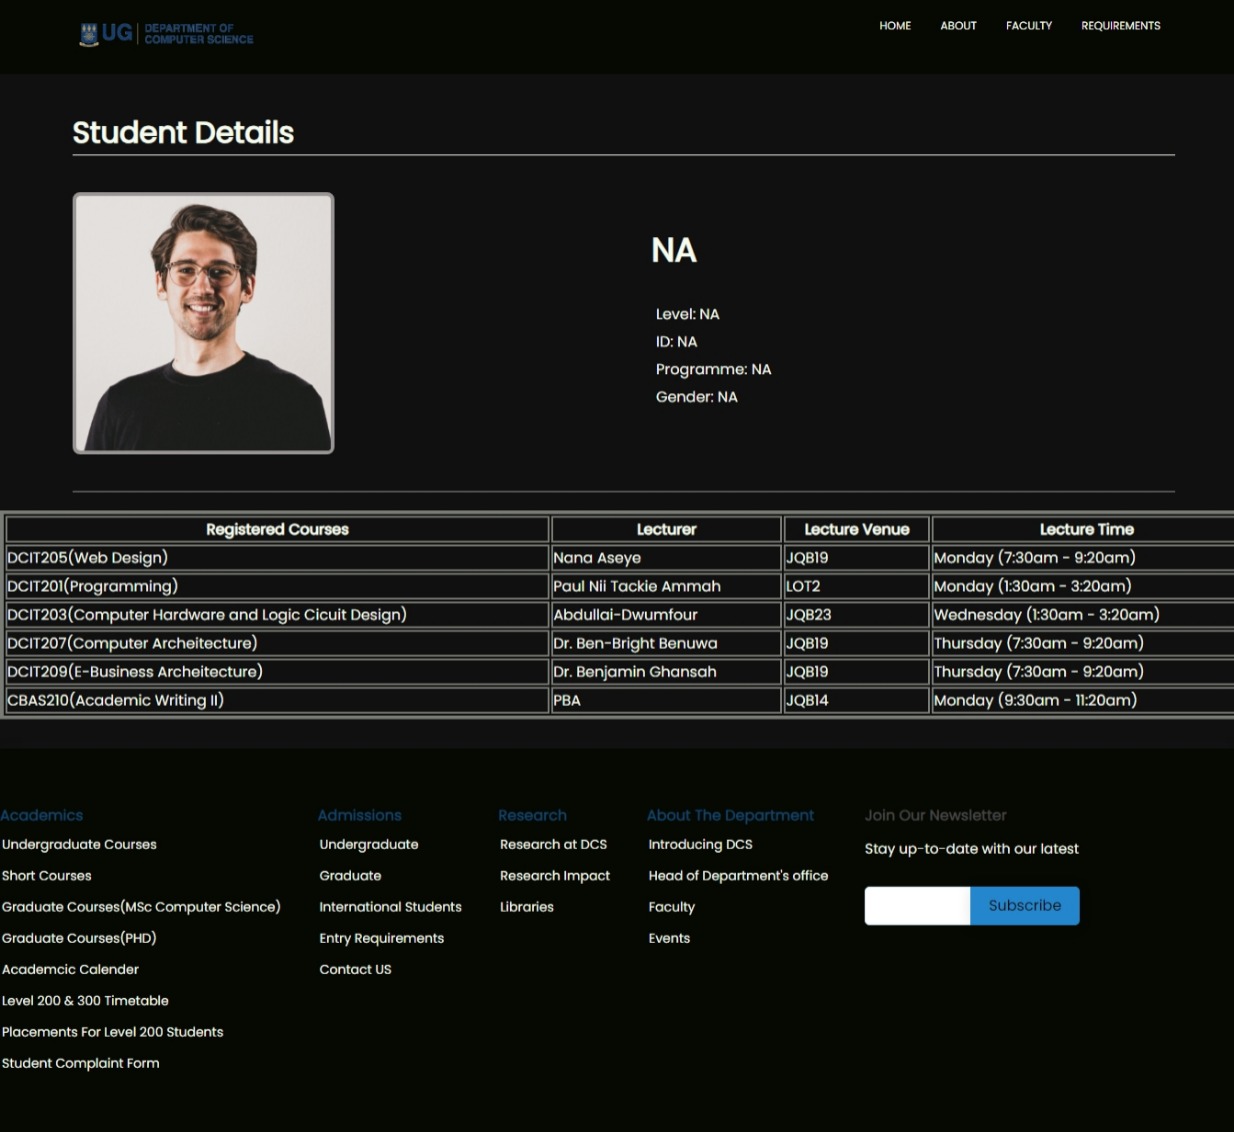 UG DEPARTMENT OF
COMPUTER SCIENCE
HOME ABOUT FACULTY REQUIREMENTS
Student Details
NA
Level: NA
ID: NA
Programme: NA
Gender: NA
Registered Courses Lecturer Lecture Venue Lecture Time
DCIT205(Web Design) Nana Aseye JQB19 Monday (7:30am - 9:20am)
DCIT201(Programming) Paul Nii Tackie Ammah LOT2 Monday (1:30am - 3:20am)
DCIT203(Computer Hardware and Logic Cicuit Design) Abdullai-Dwumfour JQB23 Wednesday (1:30am - 3:20am)
DCIT207(Computer Archeitecture) Dr. Ben-Bright Benuwa JQB19 Thursday (7:30am - 9:20am)
DCIT209(E-Business Archeitecture) Dr. Benjamin Ghansah JQB19 Thursday (7:30am - 9:20am)
CBAS210(Academic Writing II) PBA JQB14 Monday (9:30am - 11:20am)
Academics
Undergraduate Courses
Short Courses
Graduate Courses(MSc Computer Science)
Graduate Courses(PHD)
Academcic Calender
Level 200 & 300 Timetable
Placements For Level 200 Students
Student Complaint Form
Admissions
Undergraduate
Graduate
International Students
Entry Requirements
Contact US
Research
Research at DCS
Research Impact
Libraries
About The Department
Introducing DCS
Head of Department's office
Faculty
Events
Join Our Newsletter
Stay up-to-date with our latest
Subscribe